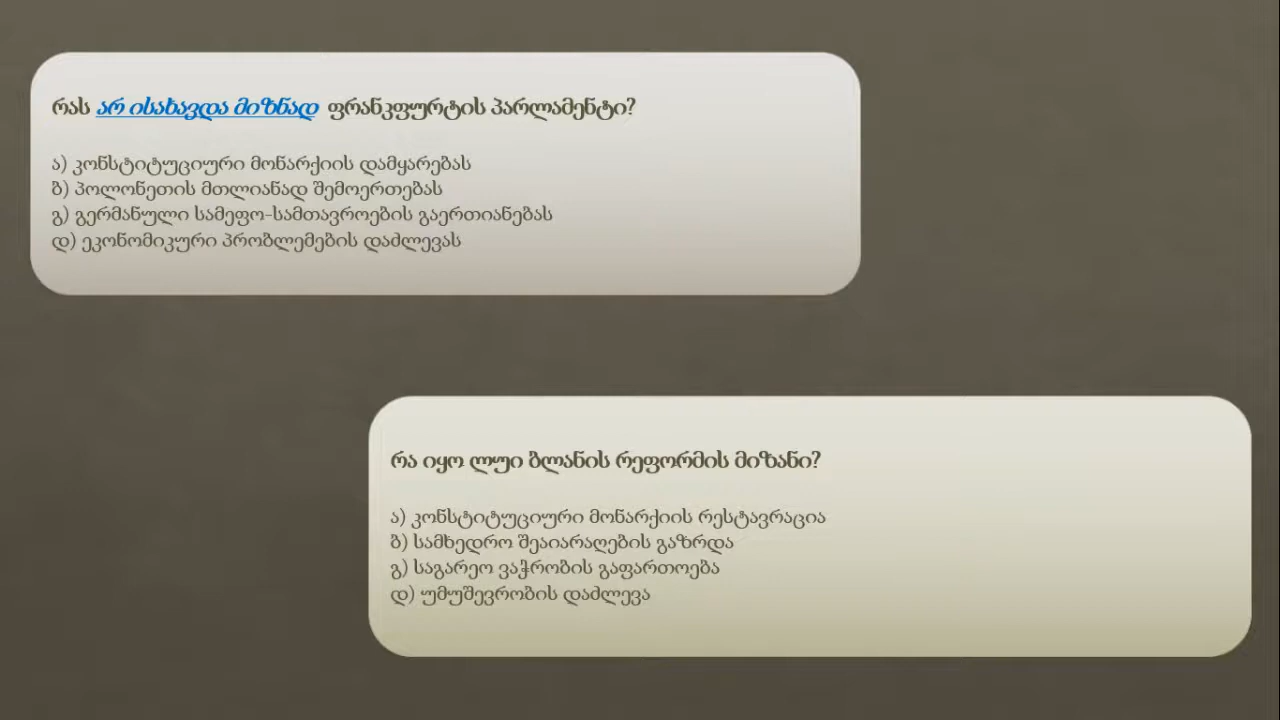 რას არ ისახავდა მიზნად ფრანკფურტის პარლამენტი?
ა) კონსტიტუციური მონარქიის დამყარებას
ბ) პოლონეთის მთლიანად შემოერთებას
გ) გერმანული სამეფო-სამთავროების გაერთიანებას
დ) ეკონომიკური პრობლემების დაძლევას
რა იყო ლუი ბლანის რეფორმის მიზანი?
ა) კონსტიტუციური მონარქიის რესტავრაცია
ბ) სამხედრო შეაიარაღების გაზრდა
გ) საგარეო ვაჭრობის გაფართოება
დ) უმუშევრობის დაძლევა